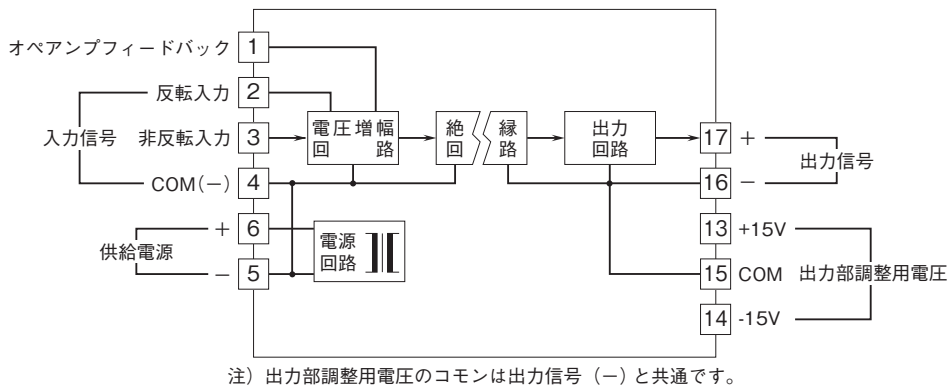 オペアンプフィードバック 1
反転入力 2
入力信号 非反転入力 3
COM(−) 4
供給電源
+ 6
− 5
電圧増幅
回 路
絶 縁
回 路
出力
回路
電源
回路
17 +
16 −
出力信号
13 +15V
15 COM 出力部調整用電圧
14 -15V
注）出力部調整用電圧のコモンは出力信号（−）と共通です。